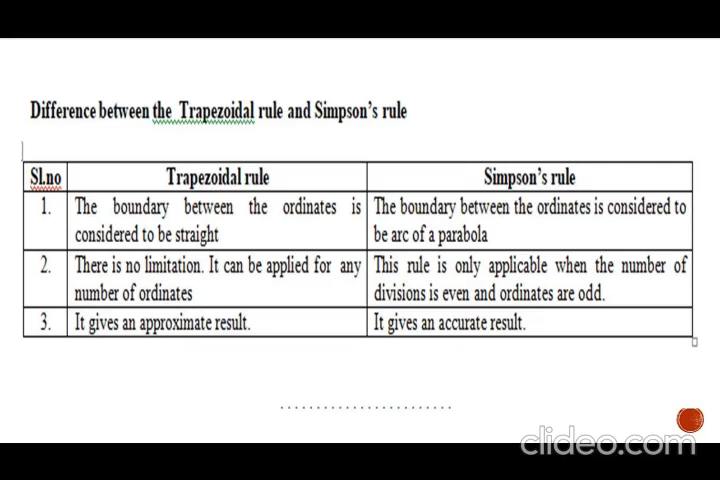 Difference between the Trapezoidal rule and Simpson's rule
Sl.no Trapezoidal rule Simpson's rule
1. The boundary between the ordinates is The boundary between the ordinates is considered to
considered to be straight be arc of a parabola
2. There is no limitation. It can be applied for any This rule is only applicable when the number of
number of ordinates divisions is even and ordinates are odd.
3. It gives an approximate result. It gives an accurate result.
........................
clideo.com